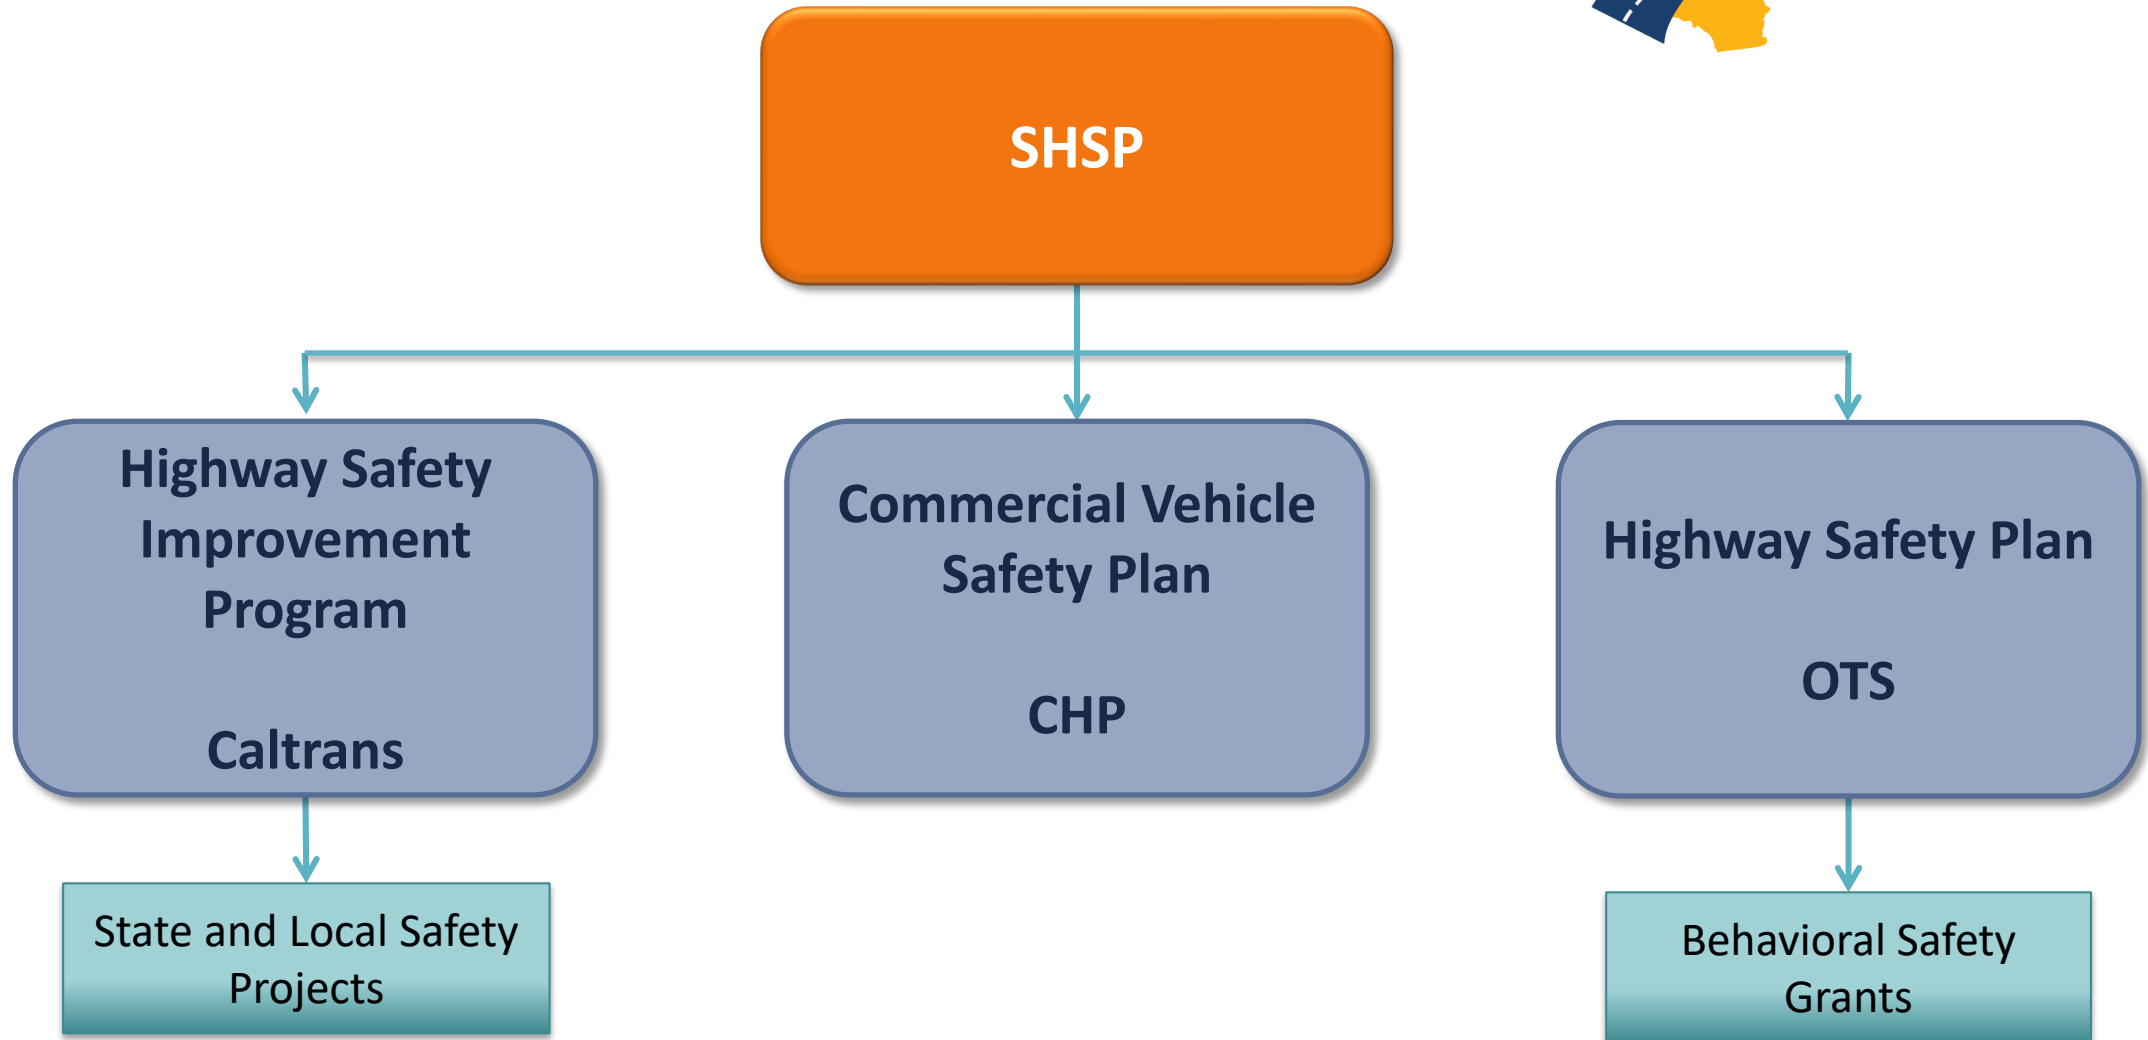 SHSP
Highway Safety
Improvement
Program
Caltrans
Commercial Vehicle
Safety Plan
CHP
Highway Safety Plan
OTS
State and Local Safety
Projects
Behavioral Safety
Grants